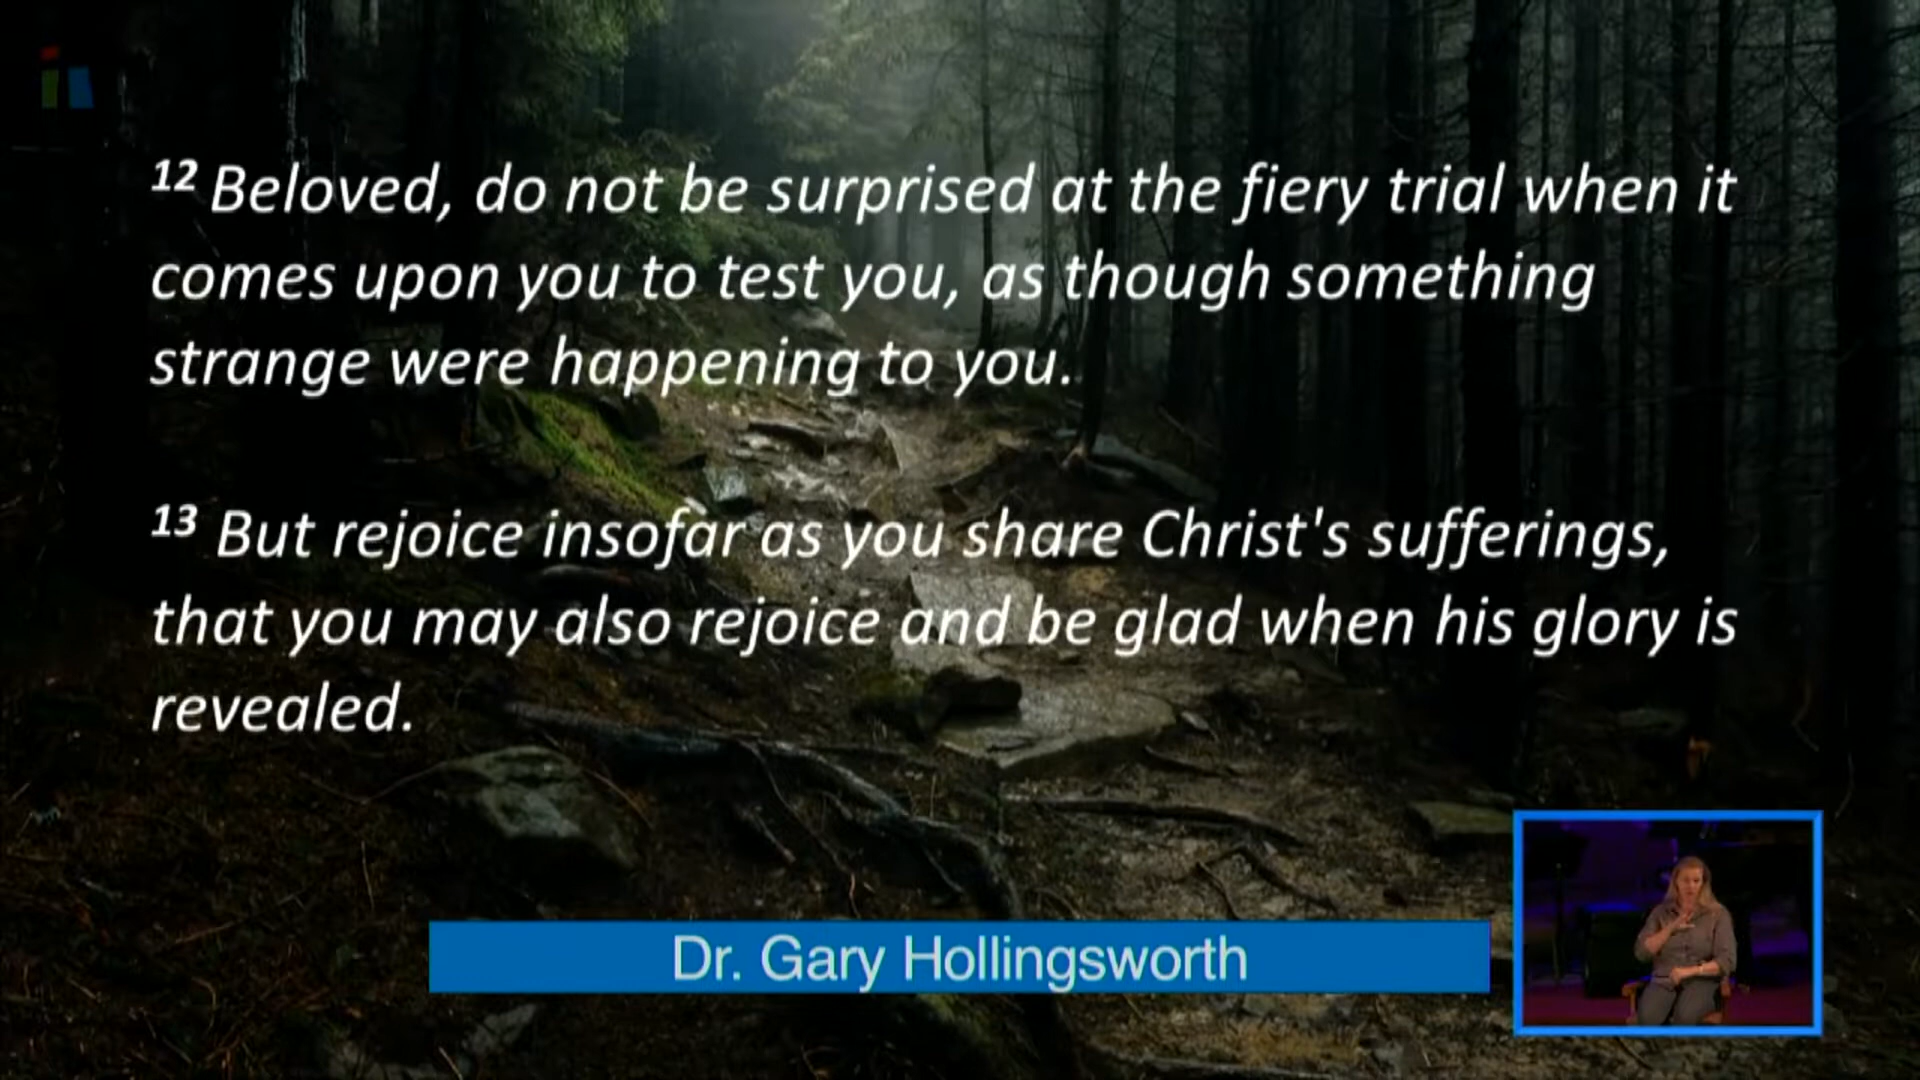 12 Beloved, do not be surprised at the fiery trial when it
comes upon you to test you, as though something
strange were happening to you.
13 But rejoice insofar as you share Christ's sufferings,
that you may also rejoice and be glad when his glory is
revealed.
Dr. Gary Hollingsworth